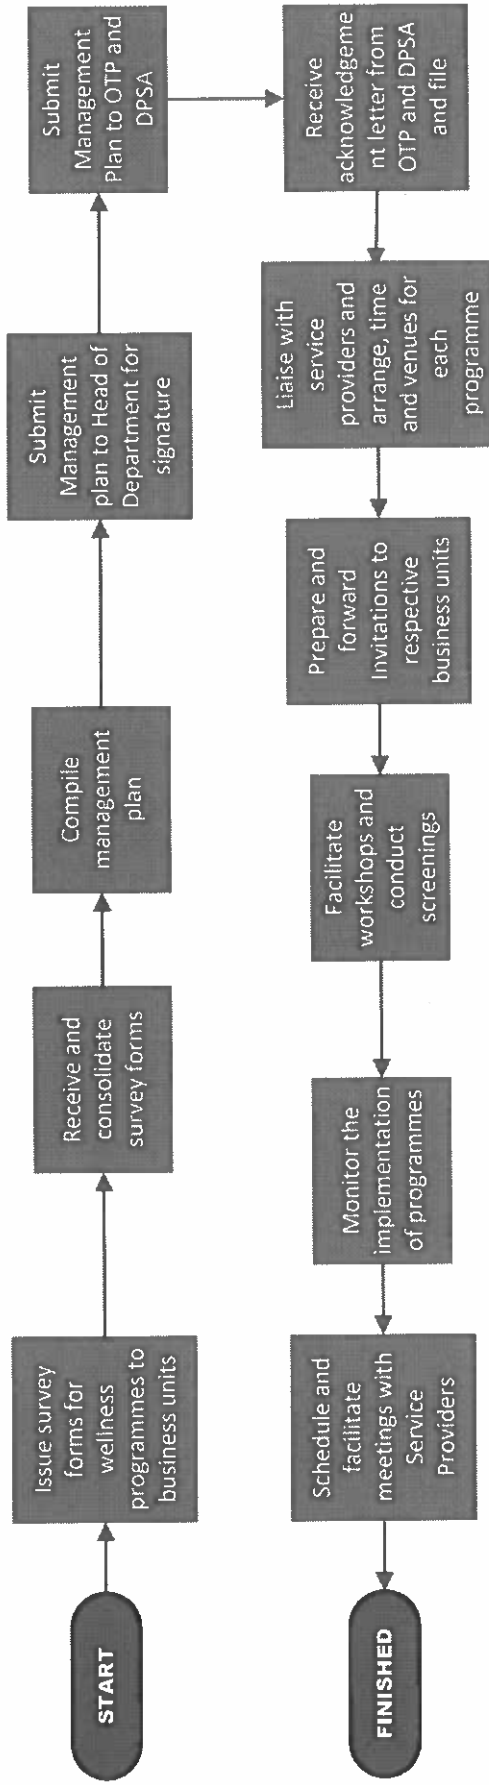 START
Issue survey
forms for
wellness
programmes to
business units
Receive and
consolidate
survey forms
Compile
management
plan
Submit
Management
plan to Head of
Department for
signature
Submit
Management
Plan to OTP and
DPSA
Receive
acknowledgeme
nt letter from
OTP and DPSA
and file
Liaise with
service
providers and
arrange, time
and venues for
each
programme
Prepare and
forward
Invitations to
respective
business units
Facilitate
workshops and
conduct
screenings
Monitor the
implementation
of programmes
Schedule and
facilitate
meetings with
Service
Providers
FINISHED